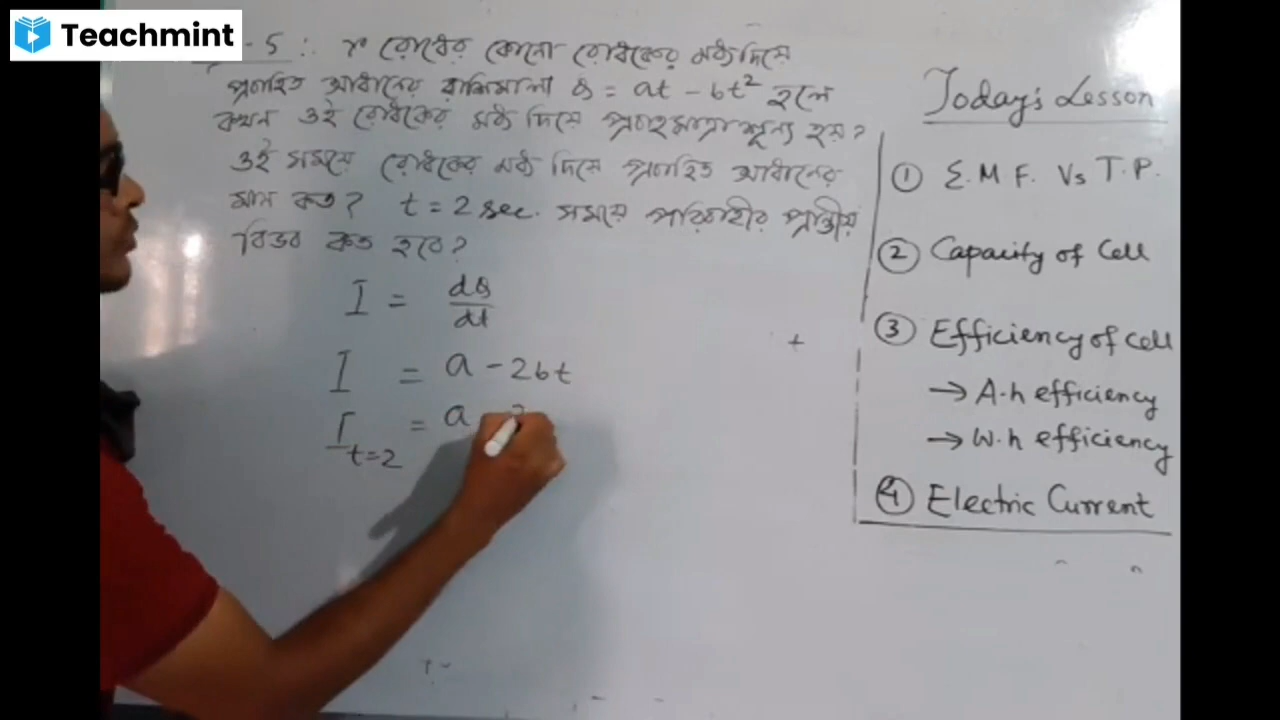 Teachmint
-5 : r রোধের কোনো রোধকের মধ্য দিয়ে
প্রবাহিত আধানের রাশিমালা Q = at - bt² হলে
কখন ওই রোধকের মধ্য দিয়ে প্রবাহমাত্রা শূন্য হয়?
ওই সময়ে রোধকের মধ্য দিয়ে প্রবাহিত আধানের
মান কত? t = 2 sec. সময়ে পরিবাহীর প্রান্তীয়
বিভব কত হবে?
I = dQ/dt
I = a - 2bt
I t=2 = a
Today's Lesson
① E.M.F. Vs T.P.
② Capacity of Cell
③ Efficiency of Cell
→ A.h efficiency
→ W.h efficiency
④ Electric Current